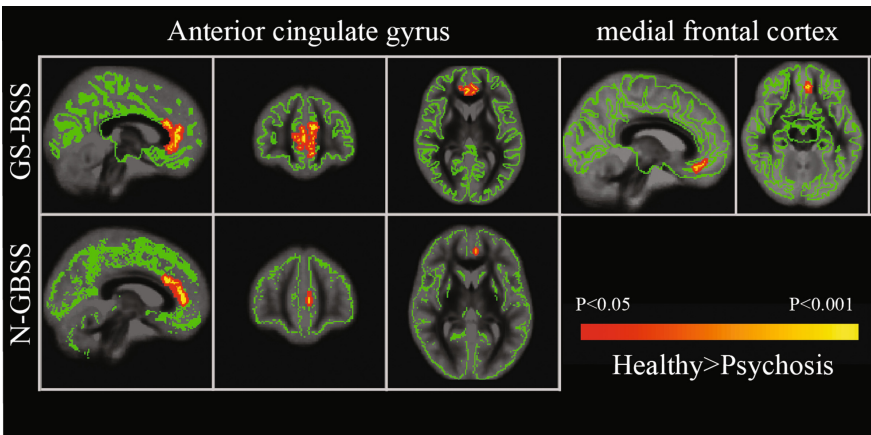 Anterior cingulate gyrus
medial frontal cortex
GS-BSS
N-GBSS
P<0.05
P<0.001
Healthy>Psychosis